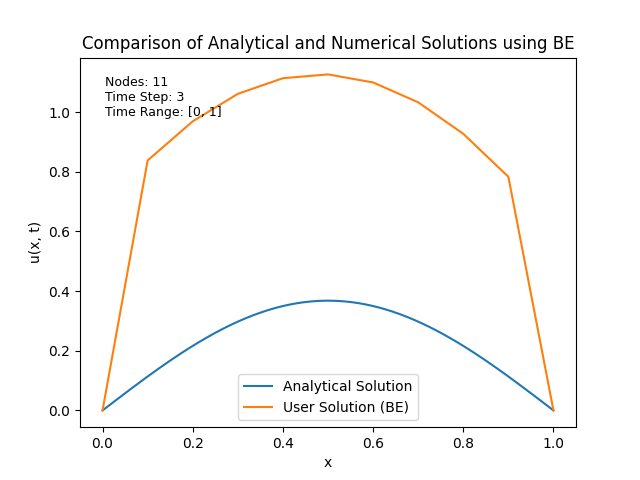 Comparison of Analytical and Numerical Solutions using BE
Nodes: 11
Time Step: 3
Time Range: [0, 1]
u(x, t)
1.0
0.8
0.6
0.4
0.2
0.0
Analytical Solution
User Solution (BE)
0.0 0.2 0.4 0.6 0.8 1.0
x